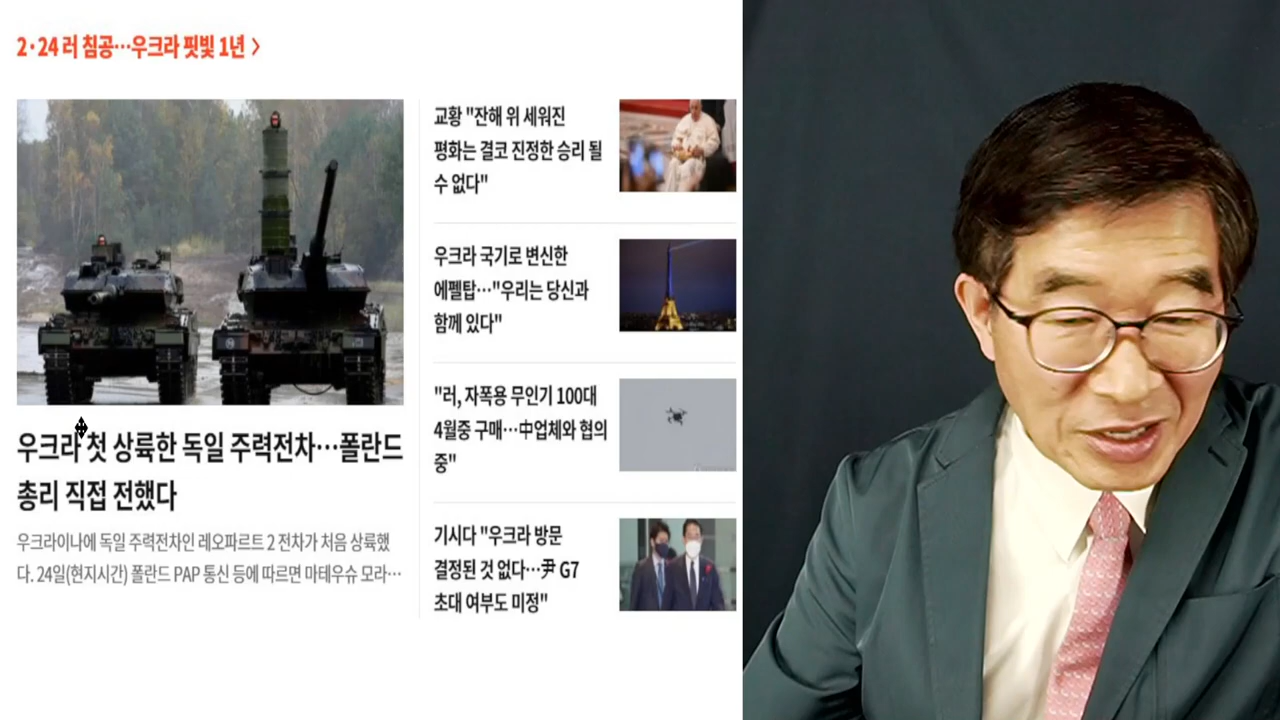 2·24 러 침공…우크라 핏빛 1년 >
우크라 첫 상륙한 독일 주력전차…폴란드
총리 직접 전했다
우크라이나에 독일 주력전차인 레오파르트 2 전차가 처음 상륙했
다. 24일(현지시간) 폴란드 PAP 통신 등에 따르면 마테우슈 모라…
교황 "잔해 위 세워진
평화는 결코 진정한 승리 될
수 없다"
우크라 국기로 변신한
에펠탑…"우리는 당신과
함께 있다"
"러, 자폭용 무인기 100대
4월중 구매…中업체와 협의
중"
기시다 "우크라 방문
결정된 것 없다…尹 G7
초대 여부도 미정"